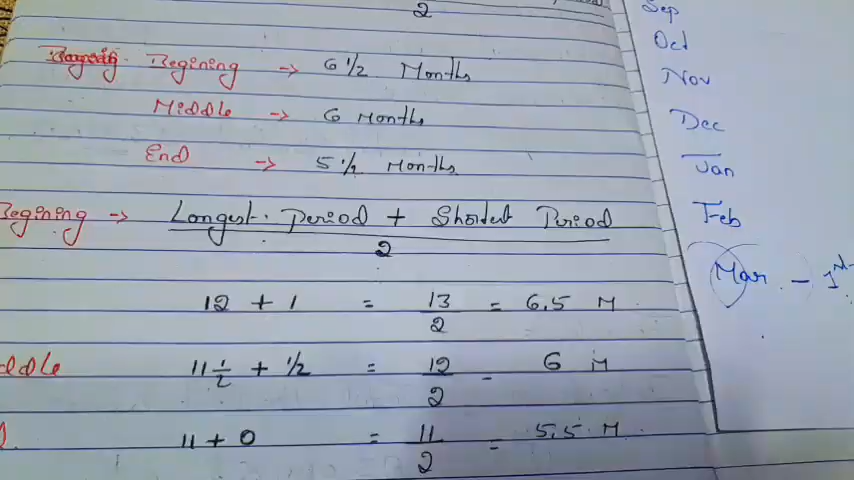 2
Begining -> 6 1/2 Months
Middle -> 6 Months
End -> 5 1/2 Months
Begining -> Longest. Period + Shortest Period
2
12 + 1 = 13 = 6.5 M
2
ddle 11 1/2 + 1/2 = 12 - 6 M
2
11 + 0 = 11 = 5.5 M
2
Sep
Oct
Nov
Dec
Jan
Feb
Mar - 1st